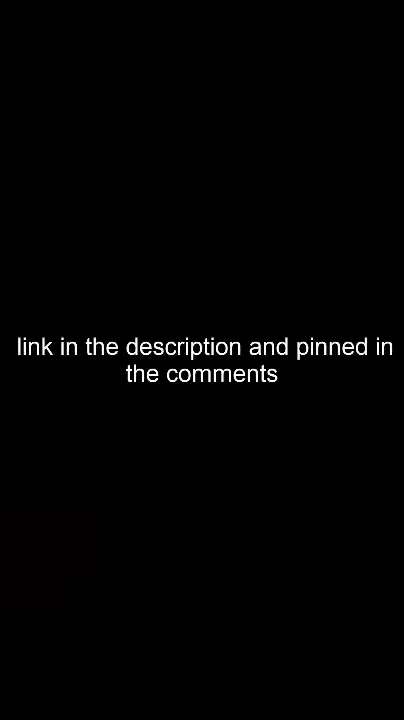 link in the description and pinned in
the comments